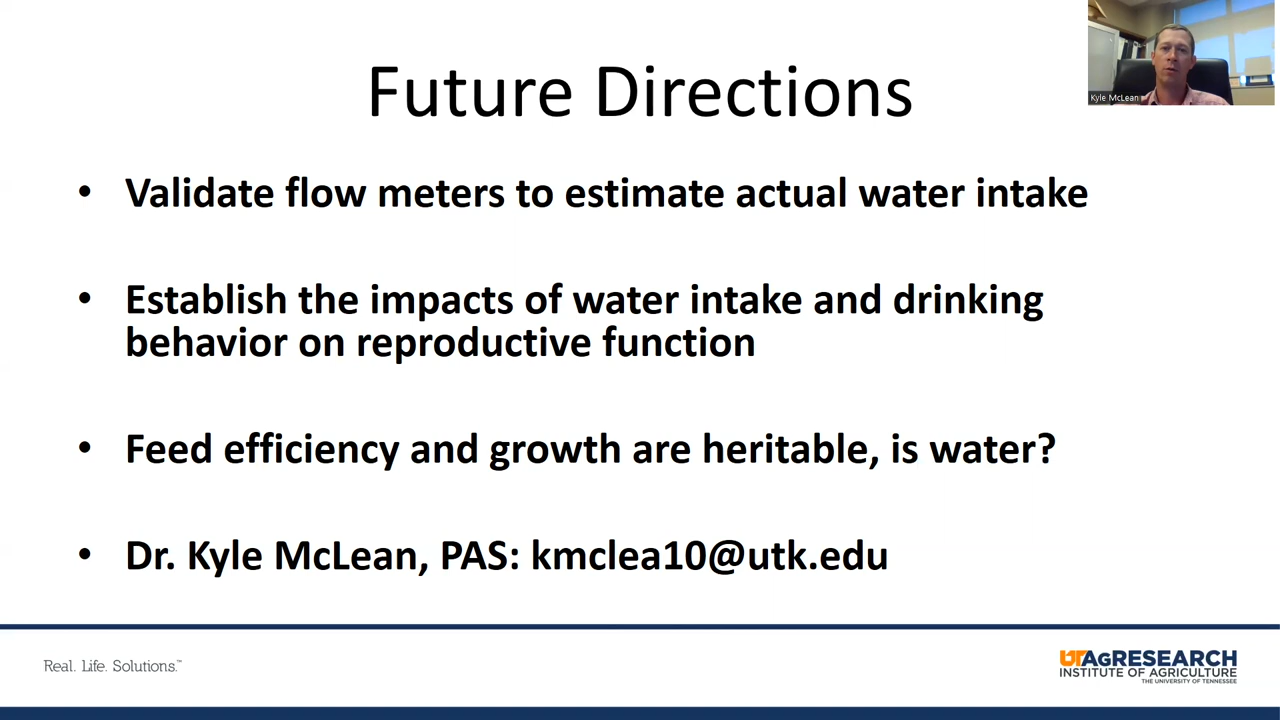 Future Directions
Kyle McLean
• Validate flow meters to estimate actual water intake
• Establish the impacts of water intake and drinking
behavior on reproductive function
• Feed efficiency and growth are heritable, is water?
• Dr. Kyle McLean, PAS: kmclea10@utk.edu
Real. Life. Solutions.™
UTAGRESEARCH
INSTITUTE OF AGRICULTURE
THE UNIVERSITY OF TENNESSEE